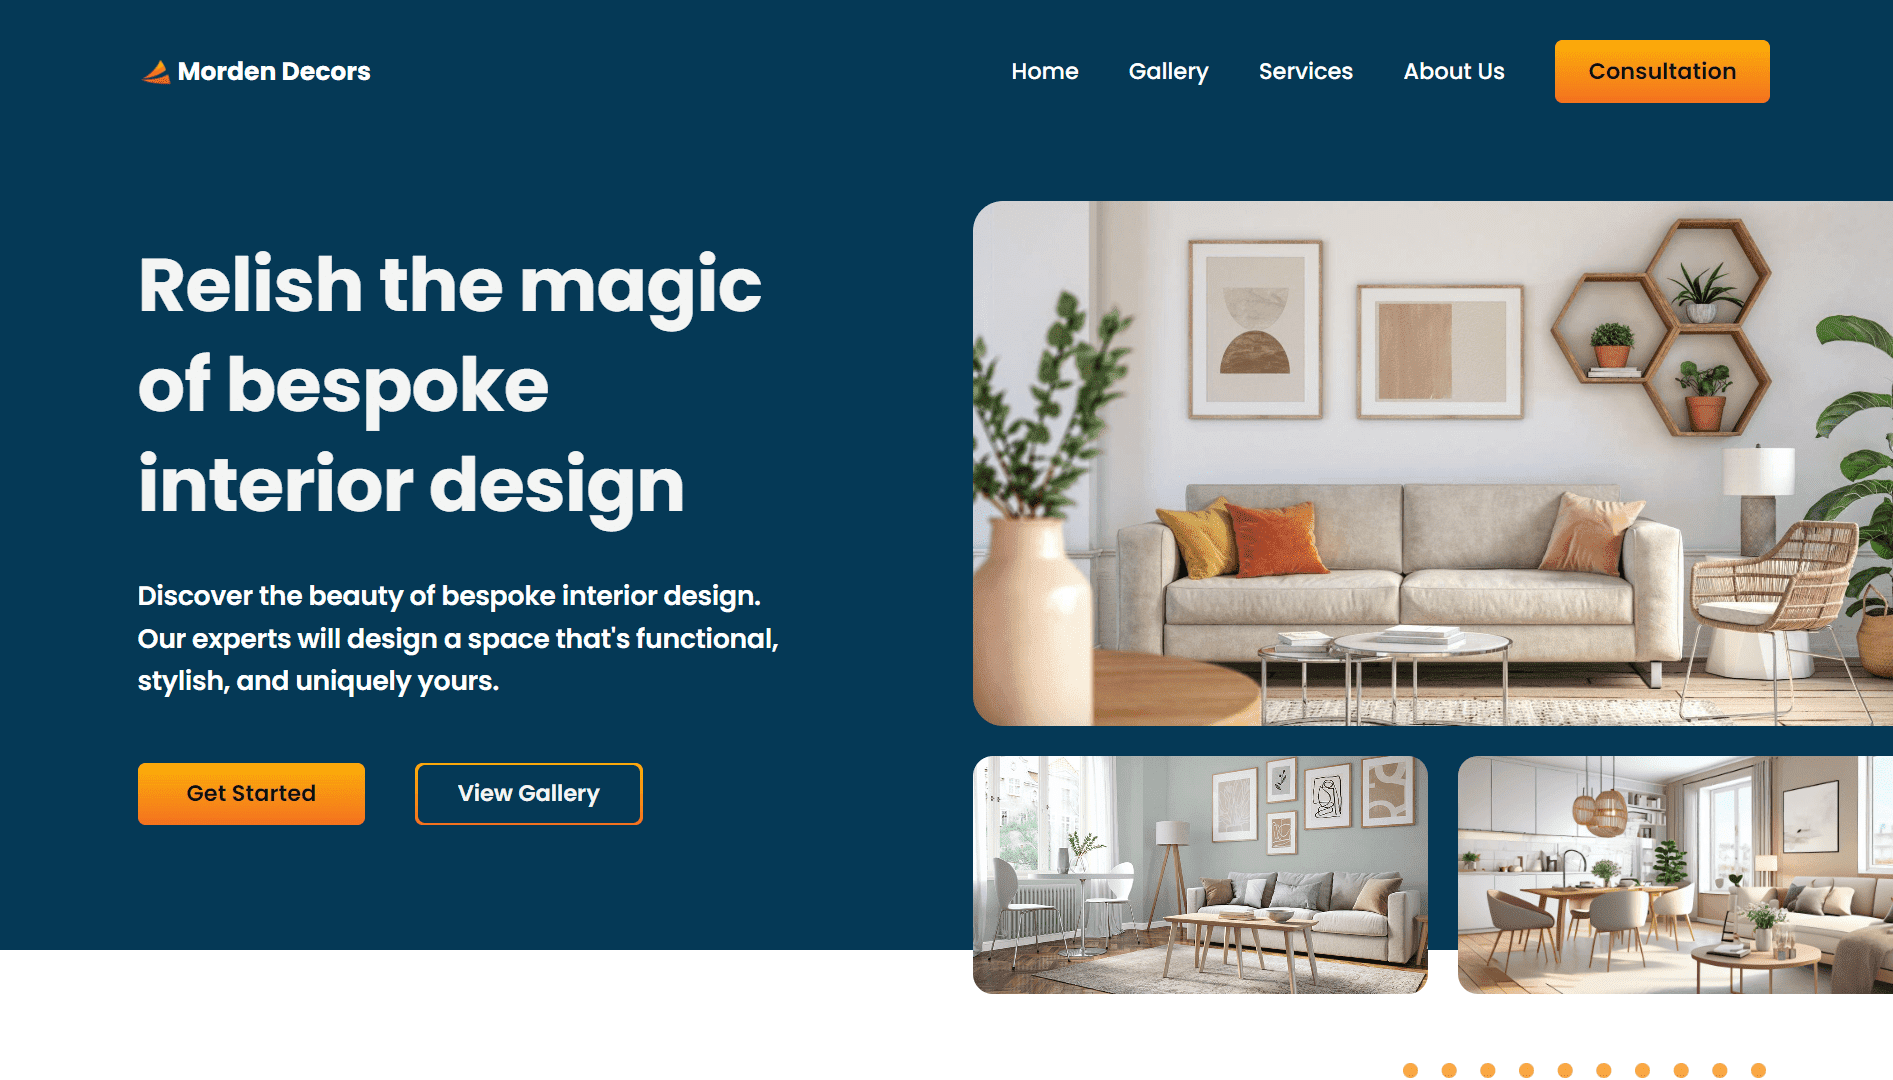 Morden Decors
Home
Gallery
Services
About Us
Consultation
Relish the magic
of bespoke
interior design
Discover the beauty of bespoke interior design.
Our experts will design a space that's functional,
stylish, and uniquely yours.
Get Started
View Gallery